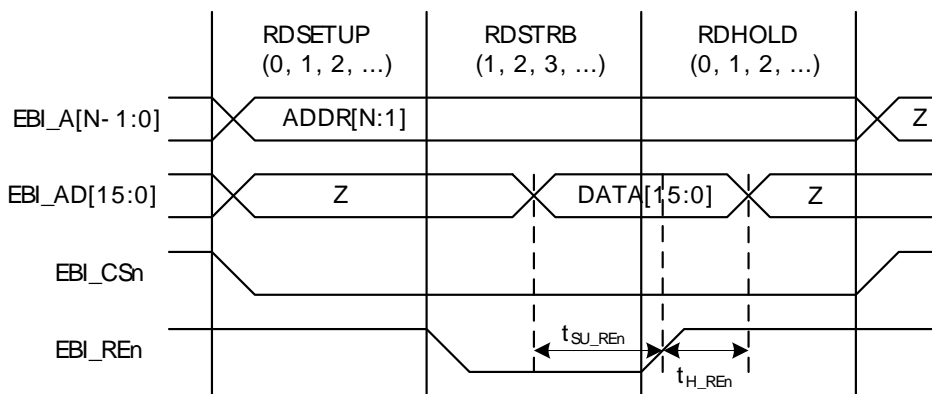 RDSETUP RDSTRB RDHOLD
(0, 1, 2, ...) (1, 2, 3, ...) (0, 1, 2, ...)
EBI_A[N-1:0] ADDR[N:1] Z
EBI_AD[15:0] Z DATA[15:0] Z
EBI_CSn
EBI_REn tSU_REn
tH_REn